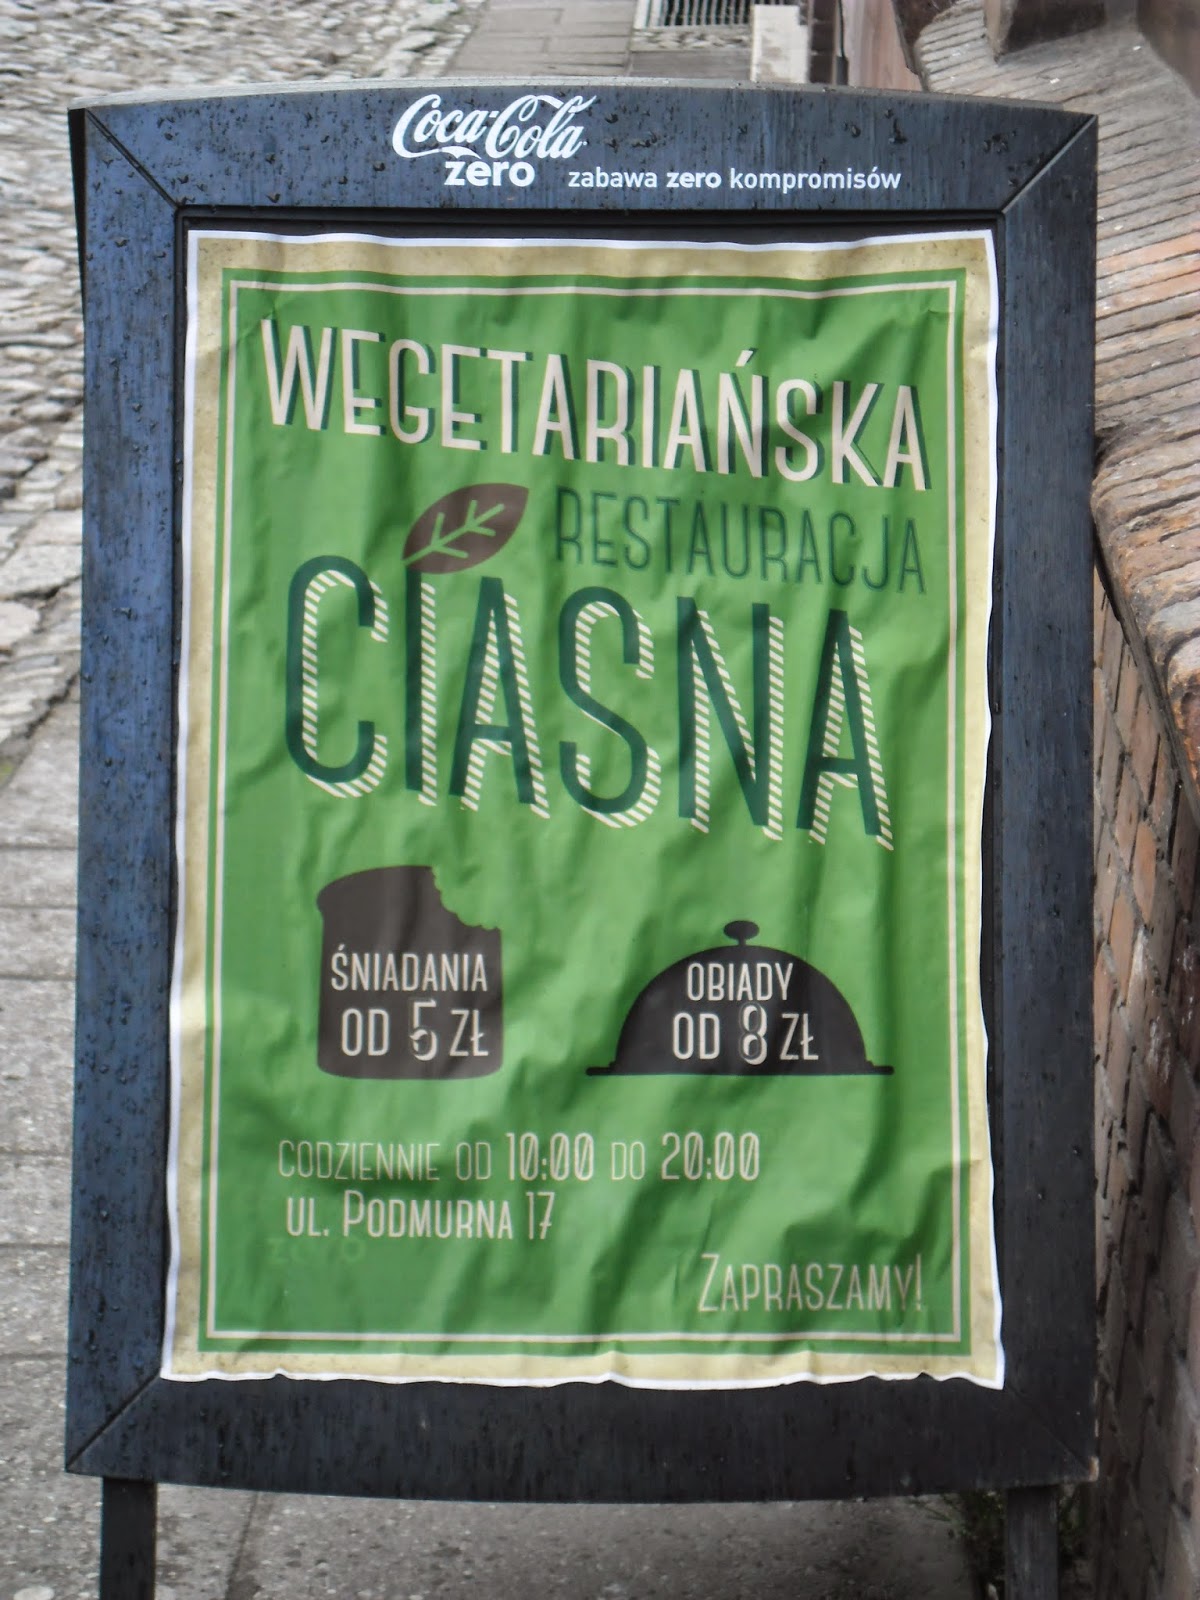 Coca-Cola
zero zabawa zero kompromisów
WEGETARIAŃSKA
RESTAURACJA
CIASNA
ŚNIADANIA
OD 5 ZŁ
OBIADY
OD 8 ZŁ
CODZIENNIE OD 10:00 DO 20:00
UL. PODMURNA 17
zero
ZAPRASZAMY!